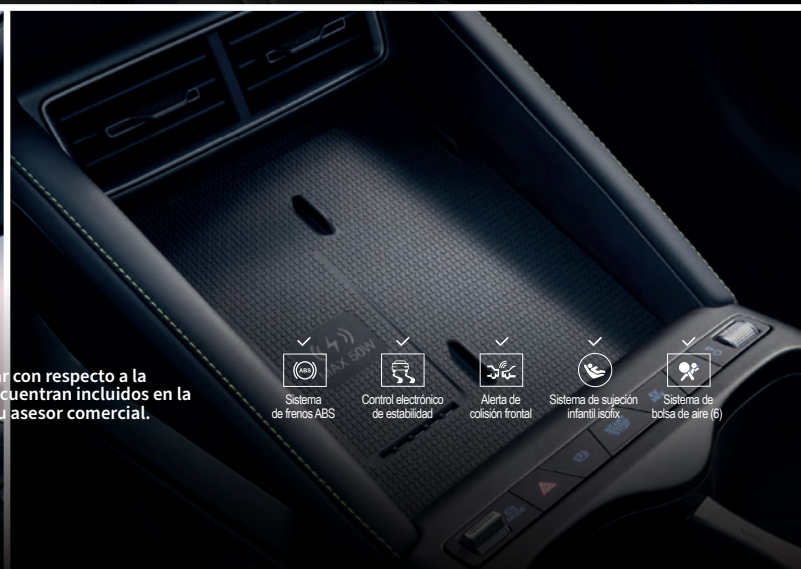 MAX 50W
ABS
Sistema
de frenos ABS
Control electrónico
de estabilidad
Alerta de
colisión frontal
Sistema de sujeción
infantil isofix
Sistema de
bolsa de aire (6)
ar con respecto a la
cuentran incluidos en la
u asesor comercial.